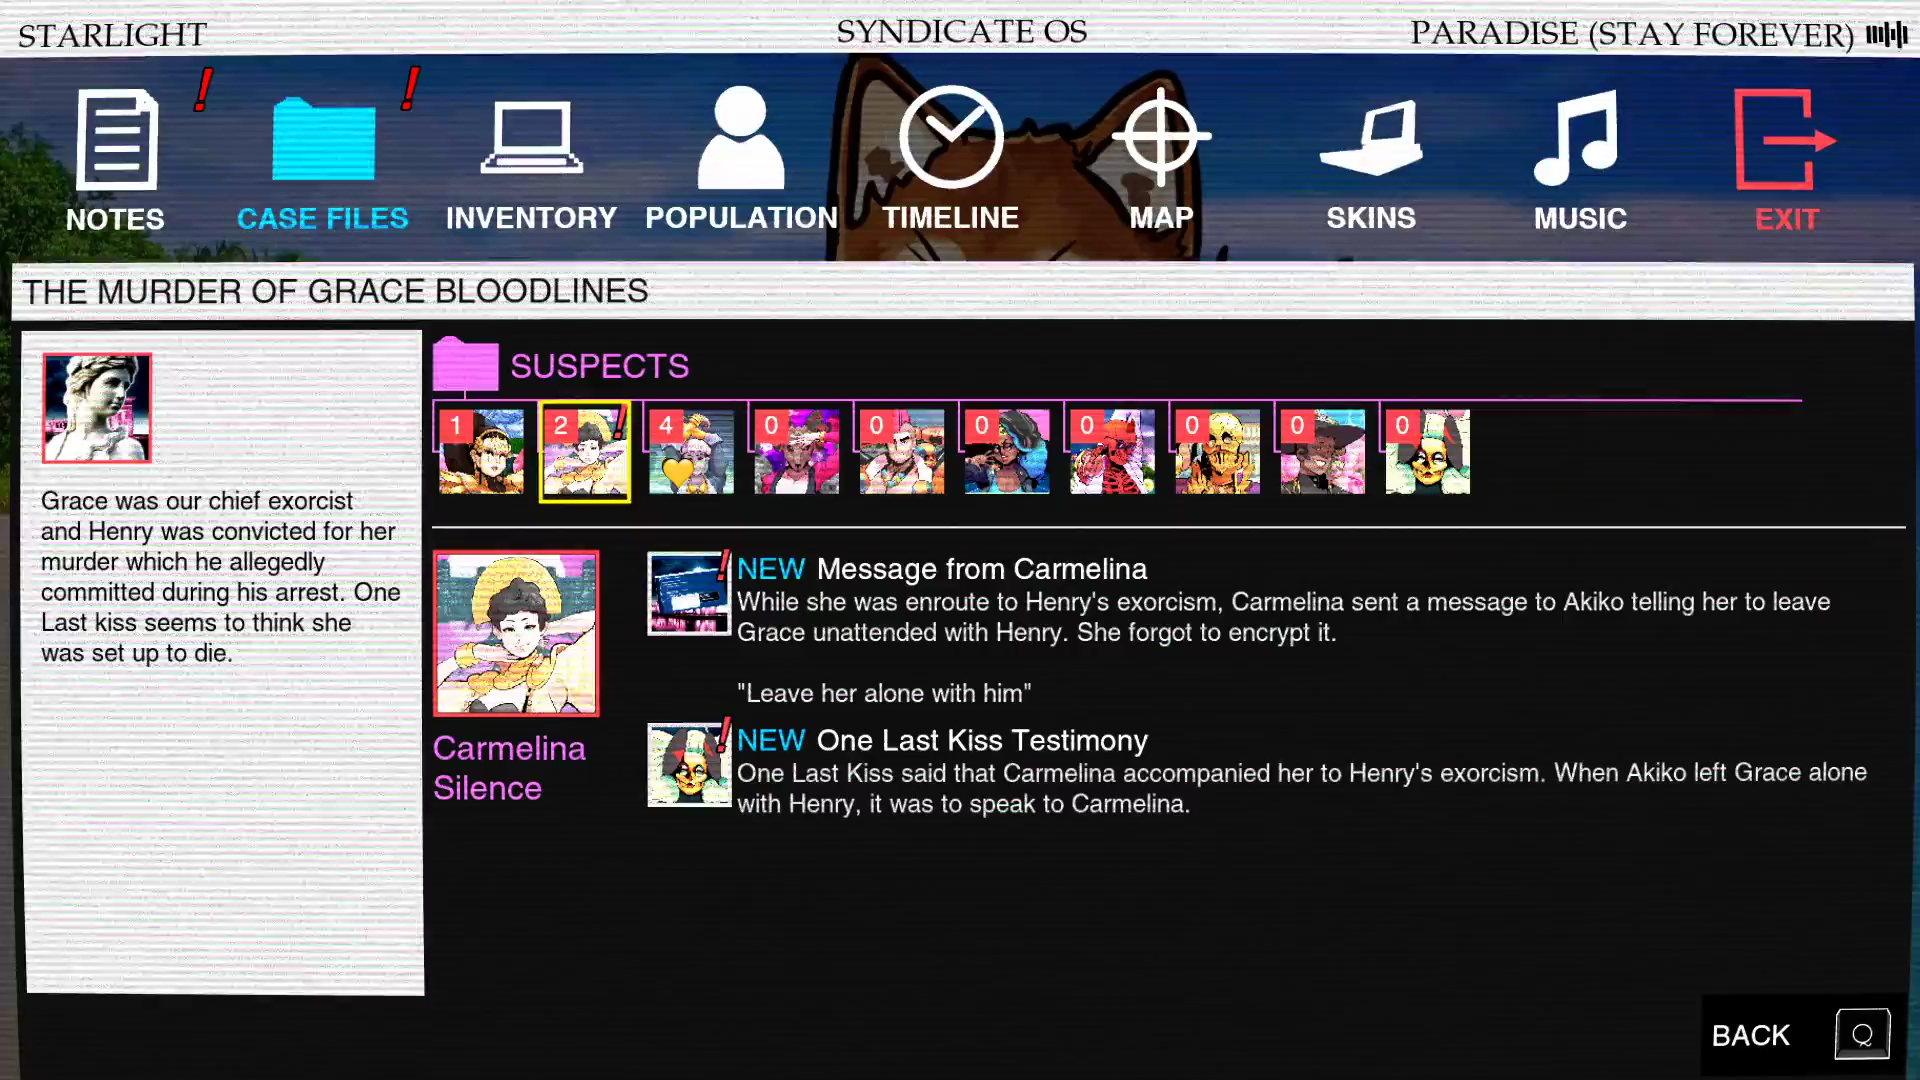 STARLIGHT
SYNDICATE OS
PARADISE (STAY FOREVER)
NOTES
CASE FILES
INVENTORY
POPULATION
TIMELINE
MAP
SKINS
MUSIC
EXIT
THE MURDER OF GRACE BLOODLINES
Grace was our chief exorcist
and Henry was convicted for her
murder which he allegedly
committed during his arrest. One
Last kiss seems to think she
was set up to die.
SUSPECTS
1 2 4 0 0 0 0 0 0 0
Carmelina
Silence
NEW Message from Carmelina
While she was enroute to Henry's exorcism, Carmelina sent a message to Akiko telling her to leave
Grace unattended with Henry. She forgot to encrypt it.
"Leave her alone with him"
NEW One Last Kiss Testimony
One Last Kiss said that Carmelina accompanied her to Henry's exorcism. When Akiko left Grace alone
with Henry, it was to speak to Carmelina.
BACK Q